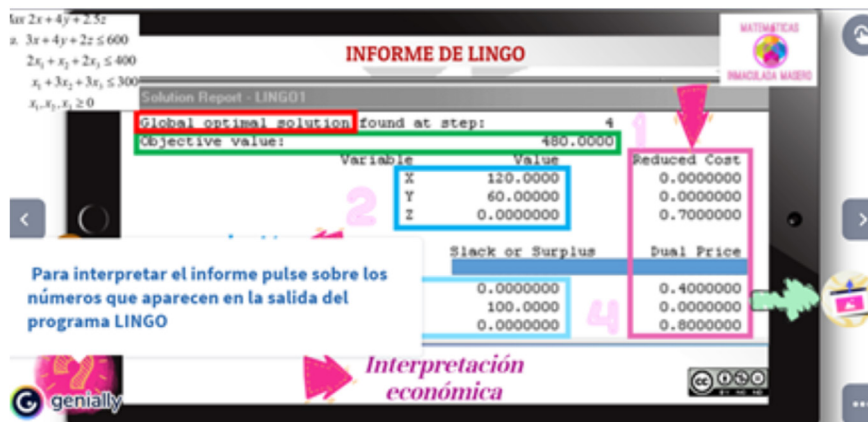 2x + 4y + 2.5z
3x + 4y + 2z ≤ 600
2x₁ + x₂ + 2x₃ ≤ 400
x₁ + 3x₂ + 3x₃ ≤ 300
x₁, x₂, x₃ ≥ 0
INFORME DE LINGO
MATEMÁTICAS
INMACULADA MASERO
Solution Report - LINGO1
Global optimal solution found at step: 4
Objective value: 480.0000
1
Variable Value Reduced Cost
X 120.0000 0.0000000
Y 60.00000 0.0000000
Z 0.0000000 0.7000000
2
Slack or Surplus Dual Price
0.0000000 0.4000000
100.0000 0.0000000
0.0000000 0.8000000
4
Para interpretar el informe pulse sobre los
números que aparecen en la salida del
programa LINGO
Interpretación
económica
genially